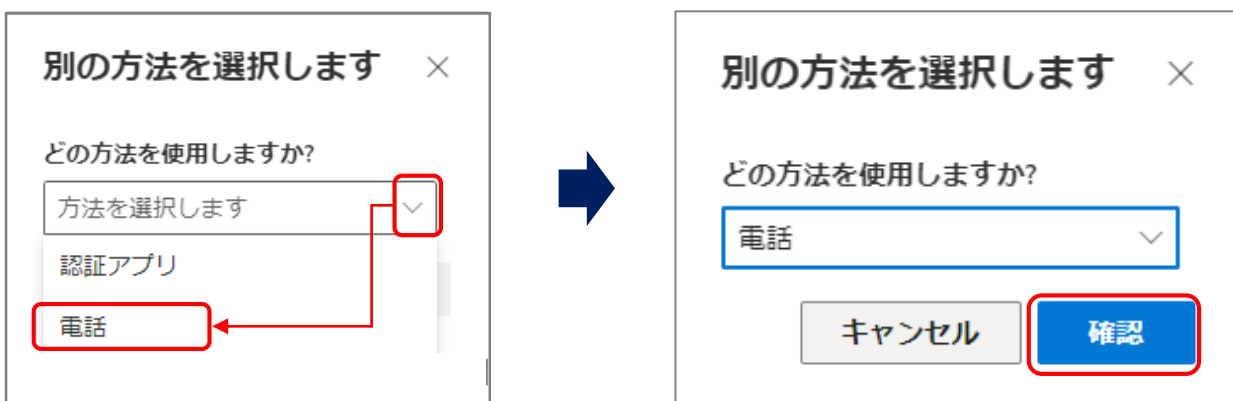 別の方法を選択します
どの方法を使用しますか?
方法を選択します
認証アプリ
電話
別の方法を選択します
どの方法を使用しますか?
電話
キャンセル
確認